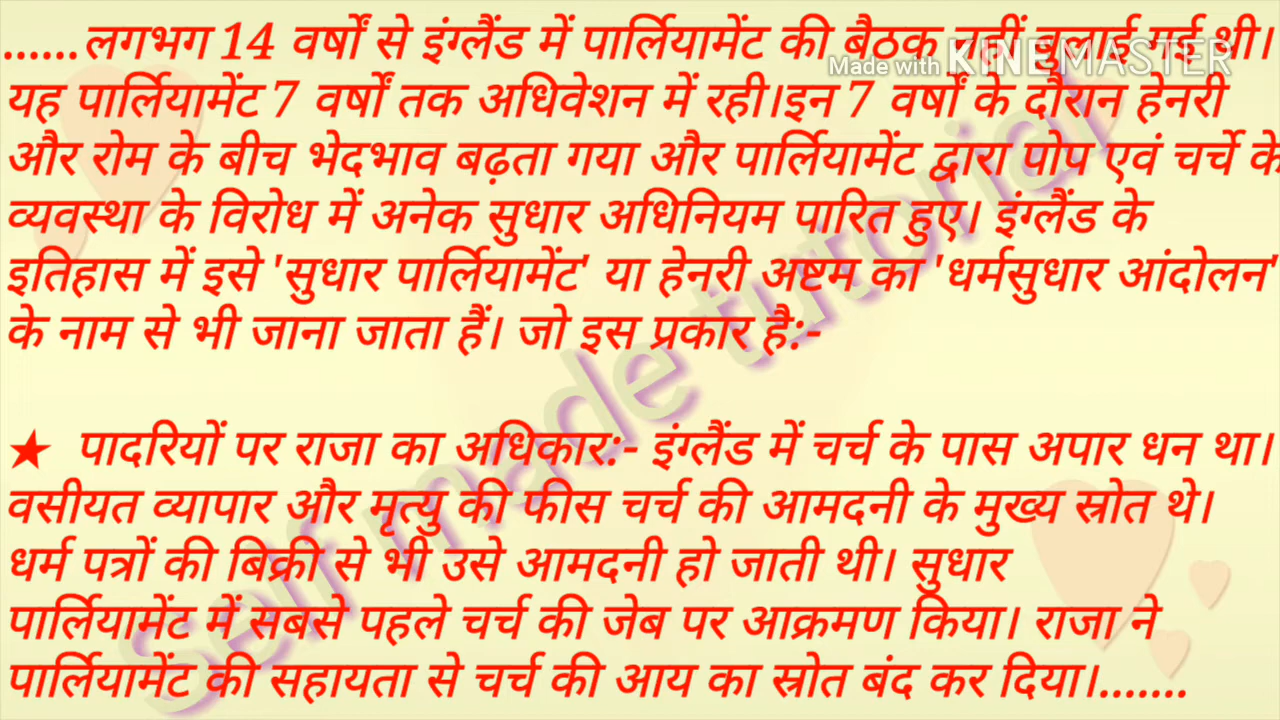 ......लगभग 14 वर्षों से इंग्लैंड में पार्लियामेंट की बैठक नहीं बुलाई गई थी।
Made with KINEMASTER
यह पार्लियामेंट 7 वर्षों तक अधिवेशन में रही।इन 7 वर्षों के दौरान हेनरी
और रोम के बीच भेदभाव बढ़ता गया और पार्लियामेंट द्वारा पोप एवं चर्च के
व्यवस्था के विरोध में अनेक सुधार अधिनियम पारित हुए। इंग्लैंड के
इतिहास में इसे 'सुधार पार्लियामेंट' या हेनरी अष्टम का 'धर्मसुधार आंदोलन'
के नाम से भी जाना जाता हैं। जो इस प्रकार है:-
★ पादरियों पर राजा का अधिकार:- इंग्लैंड में चर्च के पास अपार धन था।
वसीयत व्यापार और मृत्यु की फीस चर्च की आमदनी के मुख्य स्रोत थे।
धर्म पत्रों की बिक्री से भी उसे आमदनी हो जाती थी। सुधार
पार्लियामेंट में सबसे पहले चर्च की जेब पर आक्रमण किया। राजा ने
पार्लियामेंट की सहायता से चर्च की आय का स्रोत बंद कर दिया।.......
Self made tutorial